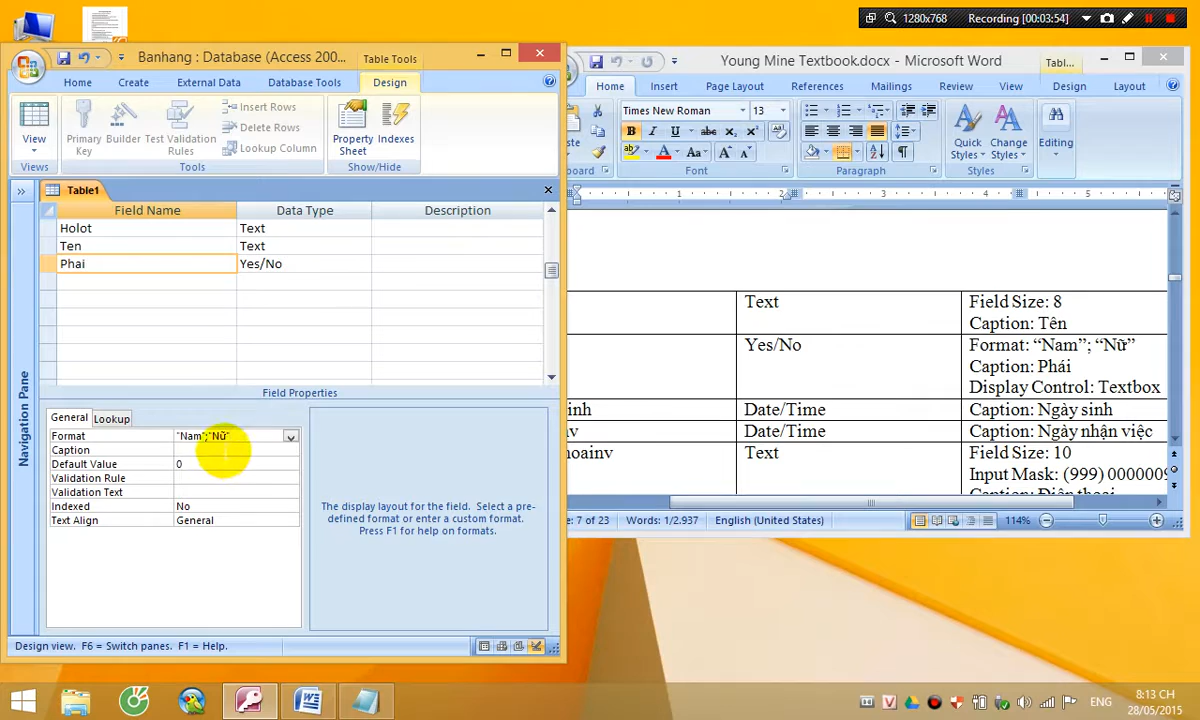 1280x768 Recording [00:03:54]
Banhang : Database (Access 200... Table Tools
Home Create External Data Database Tools Design
View
Primary Key
Builder
Test Validation Rules
Insert Rows
Delete Rows
Lookup Column
Property Sheet
Indexes
Views Tools Show/Hide
Table1
Field Name Data Type Description
Holot Text
Ten Text
Phai Yes/No
Navigation Pane
Field Properties
General Lookup
Format "Nam";"Nữ"
Caption
Default Value 0
Validation Rule
Validation Text
Indexed No
Text Align General
The display layout for the field. Select a pre-
defined format or enter a custom format.
Press F1 for help on formats.
Design view. F6 = Switch panes. F1 = Help.
Young Mine Textbook.docx - Microsoft Word Tabl...
Home Insert Page Layout References Mailings Review View Design Layout
Times New Roman 13
Quick Styles
Change Styles
Editing
Font Paragraph Styles
1 2 3 4 5
Text Field Size: 8
Caption: Tên
Yes/No Format: “Nam”; “Nữ”
Caption: Phái
Display Control: Textbox
inh Date/Time Caption: Ngày sinh
Date/Time Caption: Ngày nhận việc
oainv Text Field Size: 10
Input Mask: (999) 0000009
: 7 of 23 Words: 1/2.937 English (United States) 114%
ENG
8:13 CH
28/05/2015